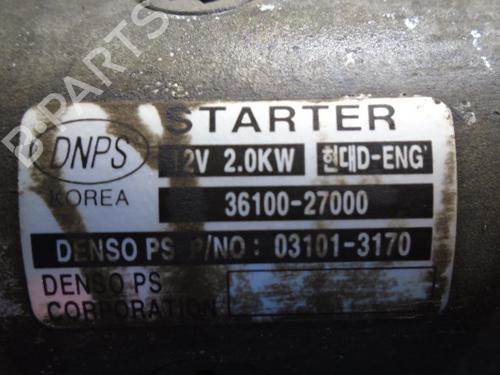 STARTER
DNPS
12V 2.0KW
현대D-ENG'
KOREA
36100-27000
DENSO PS P/NO : 03101-3170
DENSO PS
CORPORATION
B-PARTS